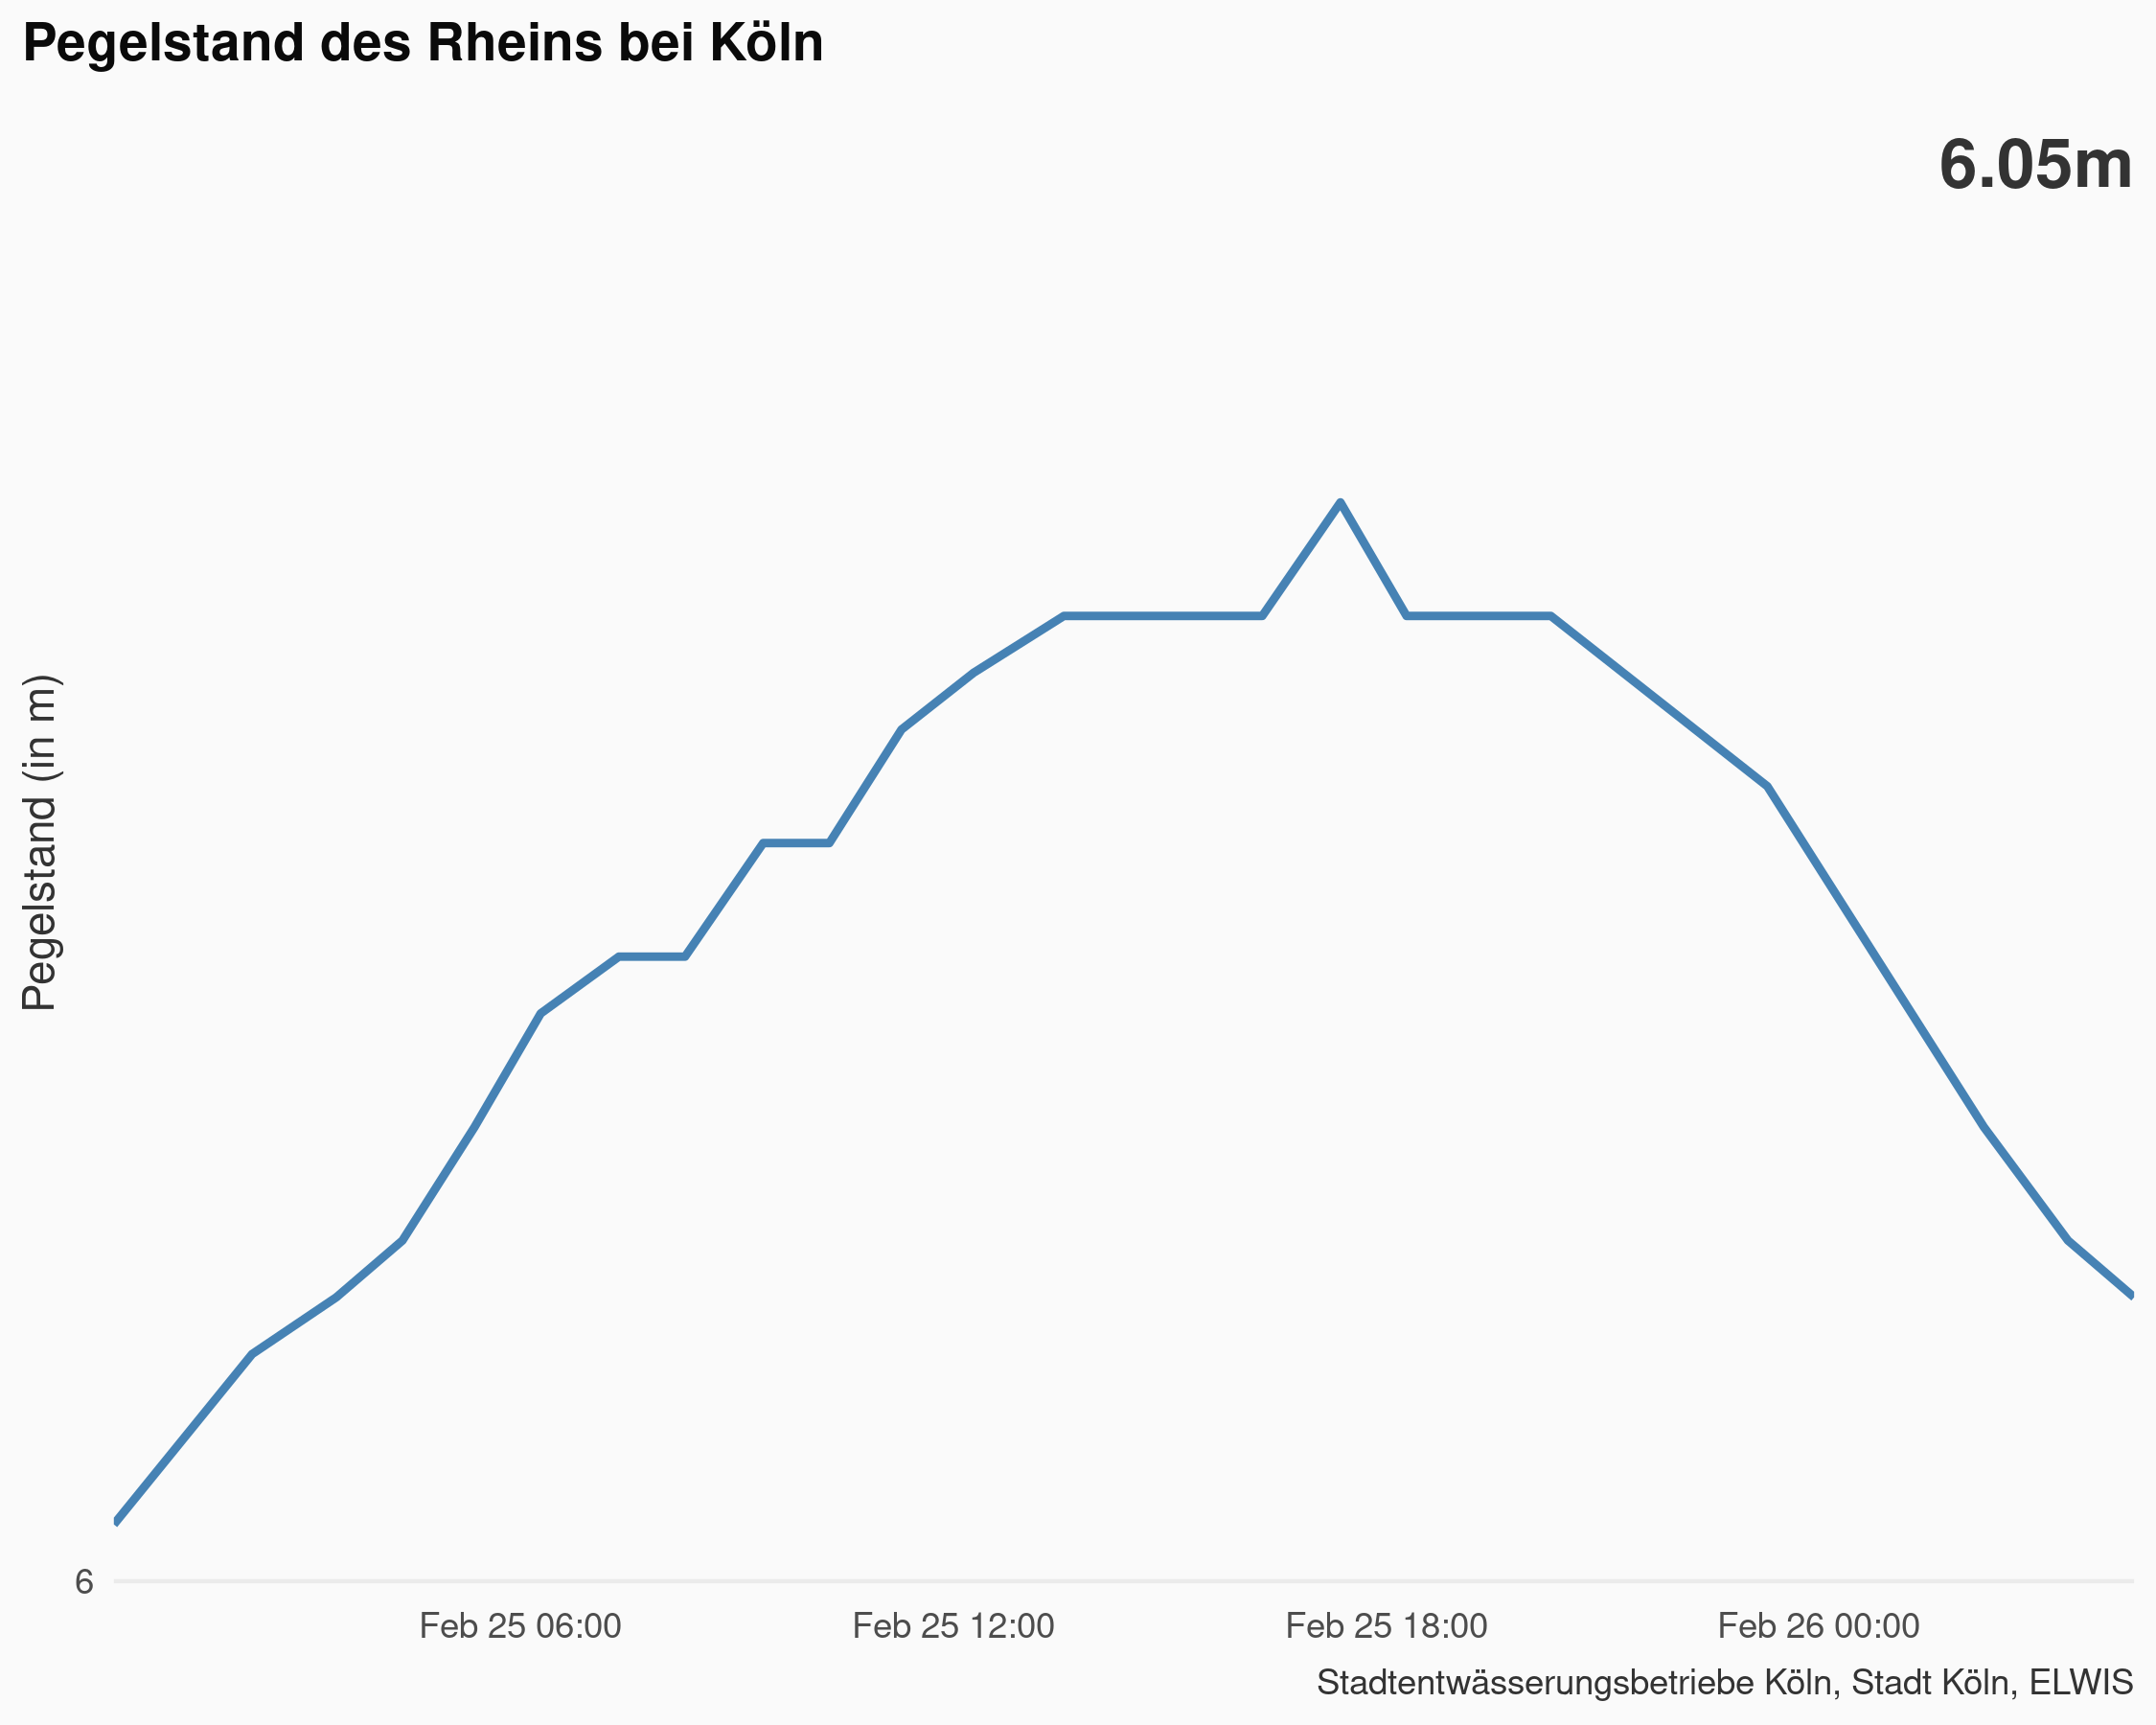 Pegelstand des Rheins bei Köln
6.05m
Pegelstand (in m)
6
Feb 25 06:00
Feb 25 12:00
Feb 25 18:00
Feb 26 00:00
Stadtentwässerungsbetriebe Köln, Stadt Köln, ELWIS